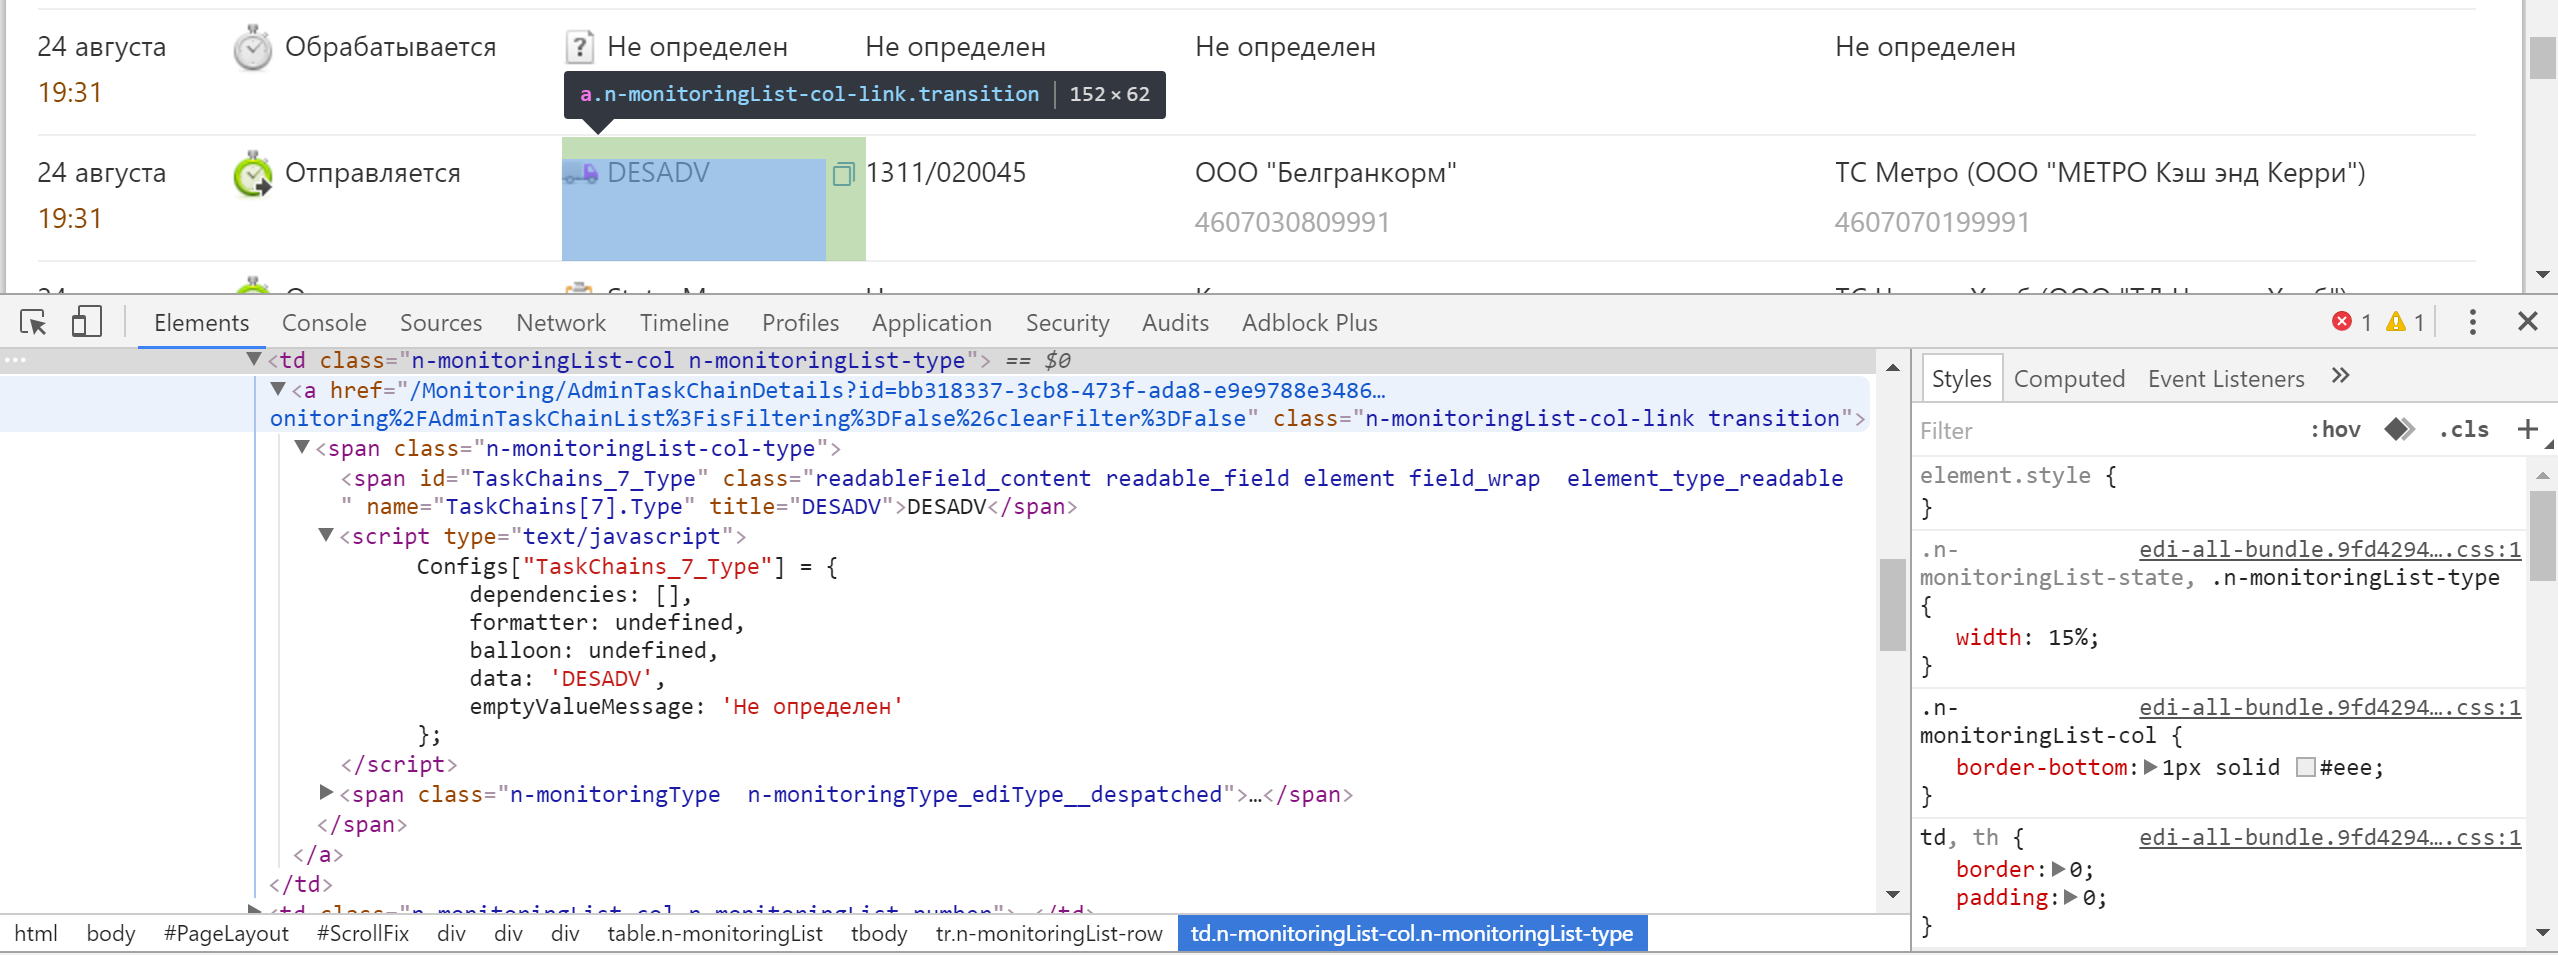 24 августа Обрабатывается Не определен Не определен Не определен Не определен
19:31
a.n-monitoringList-col-link.transition 152 × 62
24 августа Отправляется DESADV 1311/020045 ООО "Белгранкорм" ТС Метро (ООО "МЕТРО Кэш энд Керри")
19:31 4607030809991 4607070199991
Elements Console Sources Network Timeline Profiles Application Security Audits Adblock Plus 1 1
<td class="n-monitoringList-col n-monitoringList-type"> == $0
<a href="/Monitoring/AdminTaskChainDetails?id=bb318337-3cb8-473f-ada8-e9e9788e3486…
onitoring%2FAdminTaskChainList%3FisFiltering%3DFalse%26clearFilter%3DFalse" class="n-monitoringList-col-link transition">
<span class="n-monitoringList-col-type">
<span id="TaskChains_7_Type" class="readableField_content readable_field element field_wrap  element_type_readable
" name="TaskChains[7].Type" title="DESADV">DESADV</span>
<script type="text/javascript">
Configs["TaskChains_7_Type"] = {
dependencies: [],
formatter: undefined,
balloon: undefined,
data: 'DESADV',
emptyValueMessage: 'Не определен'
};
</script>
<span class="n-monitoringType  n-monitoringType_ediType__despatched">…</span>
</span>
</a>
</td>
<td class="n-monitoringList-col n-monitoringList-number">…</td>
html body #PageLayout #ScrollFix div div div table.n-monitoringList tbody tr.n-monitoringList-row td.n-monitoringList-col.n-monitoringList-type
Styles Computed Event Listeners »
Filter :hov .cls +
element.style {
}
.n- edi-all-bundle.9fd4294….css:1
monitoringList-state, .n-monitoringList-type
{
width: 15%;
}
.n- edi-all-bundle.9fd4294….css:1
monitoringList-col {
border-bottom: 1px solid #eee;
}
td, th { edi-all-bundle.9fd4294….css:1
border: 0;
padding: 0;
}